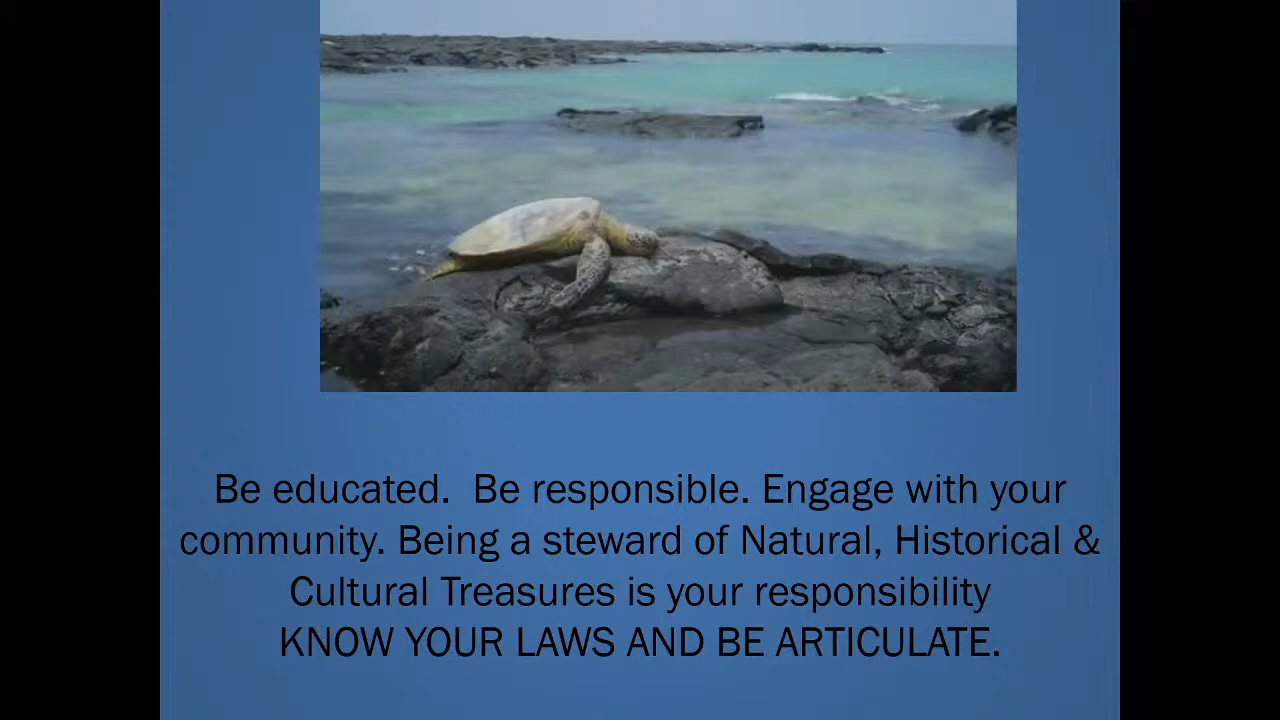 Be educated.  Be responsible. Engage with your
community. Being a steward of Natural, Historical &
Cultural Treasures is your responsibility
KNOW YOUR LAWS AND BE ARTICULATE.